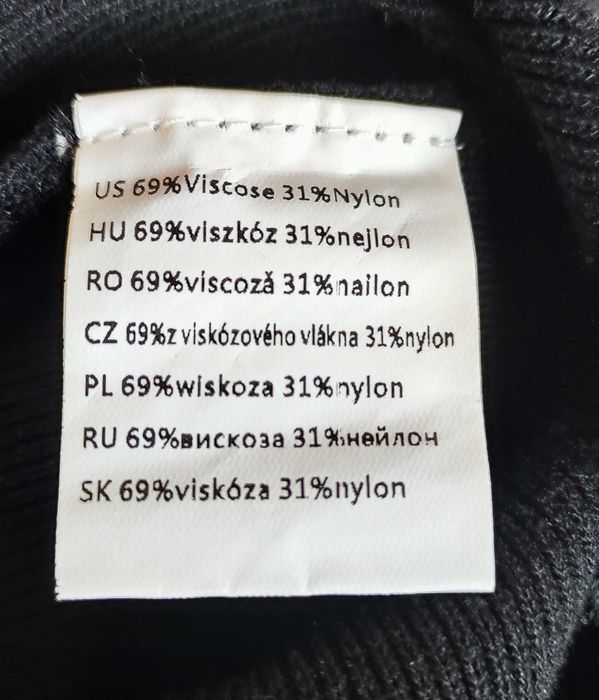 US 69%Viscose 31%Nylon
HU 69%viszkóz 31%nejlon
RO 69%viscoză 31%nailon
CZ 69%z viskózového vlákna 31%nylon
PL 69%wiskoza 31%nylon
RU 69%вискоза 31%нейлон
SK 69%viskóza 31%nylon